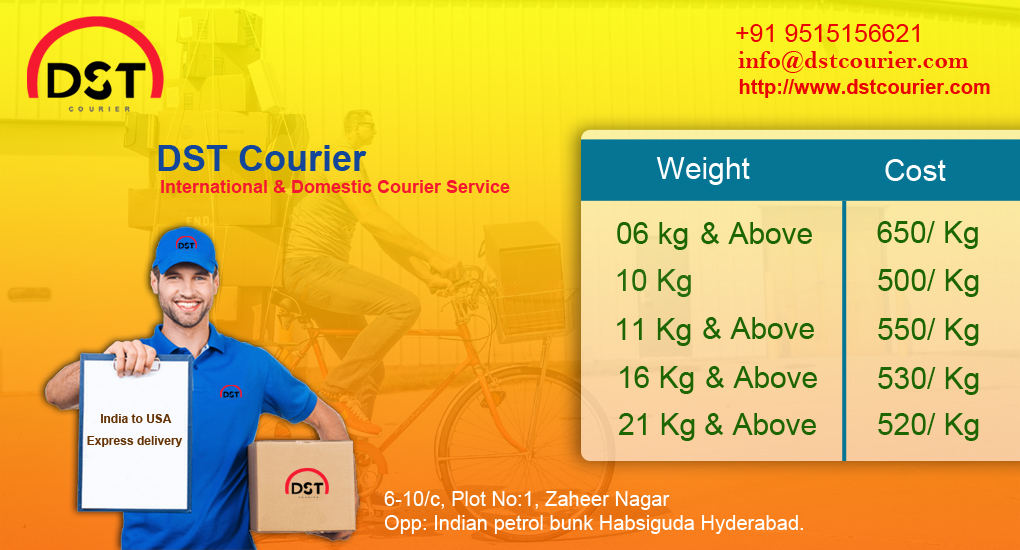 DST
COURIER
+91 9515156621
info@dstcourier.com
http://www.dstcourier.com
DST Courier
International & Domestic Courier Service
Weight Cost
06 kg & Above 650/ Kg
10 Kg 500/ Kg
11 Kg & Above 550/ Kg
16 Kg & Above 530/ Kg
21 Kg & Above 520/ Kg
END
DST
DST
India to USA
Express delivery
DST
COURIER
6-10/c, Plot No:1, Zaheer Nagar
Opp: Indian petrol bunk Habsiguda Hyderabad.